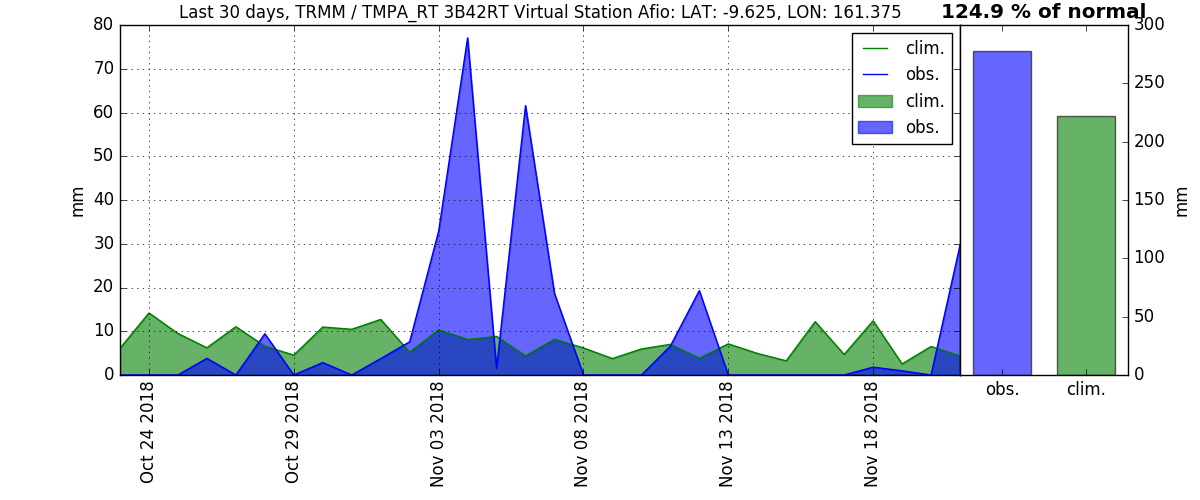 Last 30 days, TRMM / TMPA_RT 3B42RT Virtual Station Afio: LAT: -9.625, LON: 161.375
124.9 % of normal
80
70
60
50
40
30
20
10
0
mm
clim.
obs.
clim.
obs.
300
250
200
150
100
50
0
mm
Oct 24 2018
Oct 29 2018
Nov 03 2018
Nov 08 2018
Nov 13 2018
Nov 18 2018
obs.
clim.